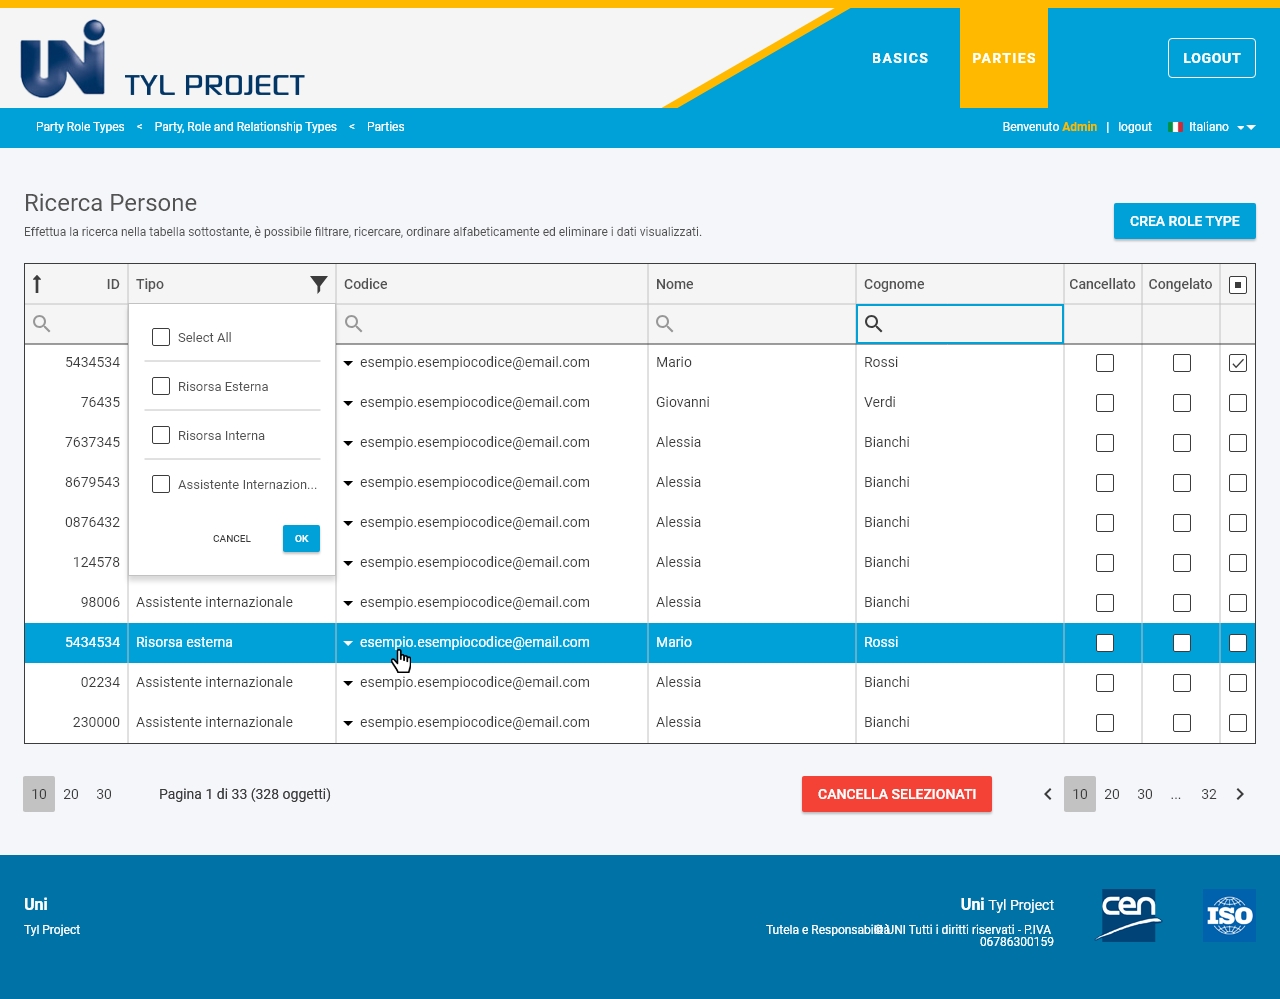 UNi TYL PROJECT
BASICS PARTIES LOGOUT
Party Role Types < Party, Role and Relationship Types < Parties
Benvenuto Admin | logout Italiano
Ricerca Persone
Effettua la ricerca nella tabella sottostante, è possibile filtrare, ricercare, ordinare alfabeticamente ed eliminare i dati visualizzati.
CREA ROLE TYPE
ID Tipo Codice Nome Cognome Cancellato Congelato
Select All
Risorsa Esterna
Risorsa Interna
Assistente Internazion...
CANCEL OK
5434534 esempio.esempiocodice@email.com Mario Rossi
76435 esempio.esempiocodice@email.com Giovanni Verdi
7637345 esempio.esempiocodice@email.com Alessia Bianchi
8679543 esempio.esempiocodice@email.com Alessia Bianchi
0876432 esempio.esempiocodice@email.com Alessia Bianchi
124578 esempio.esempiocodice@email.com Alessia Bianchi
98006 Assistente internazionale esempio.esempiocodice@email.com Alessia Bianchi
5434534 Risorsa esterna esempio.esempiocodice@email.com Mario Rossi
02234 Assistente internazionale esempio.esempiocodice@email.com Alessia Bianchi
230000 Assistente internazionale esempio.esempiocodice@email.com Alessia Bianchi
10 20 30 Pagina 1 di 33 (328 oggetti)
CANCELLA SELEZIONATI
10 20 30 ... 32
Uni
Tyl Project
Uni Tyl Project
Tutela e Responsabilità © UNI Tutti i diritti riservati - P.IVA
06786300159
cen
ISO